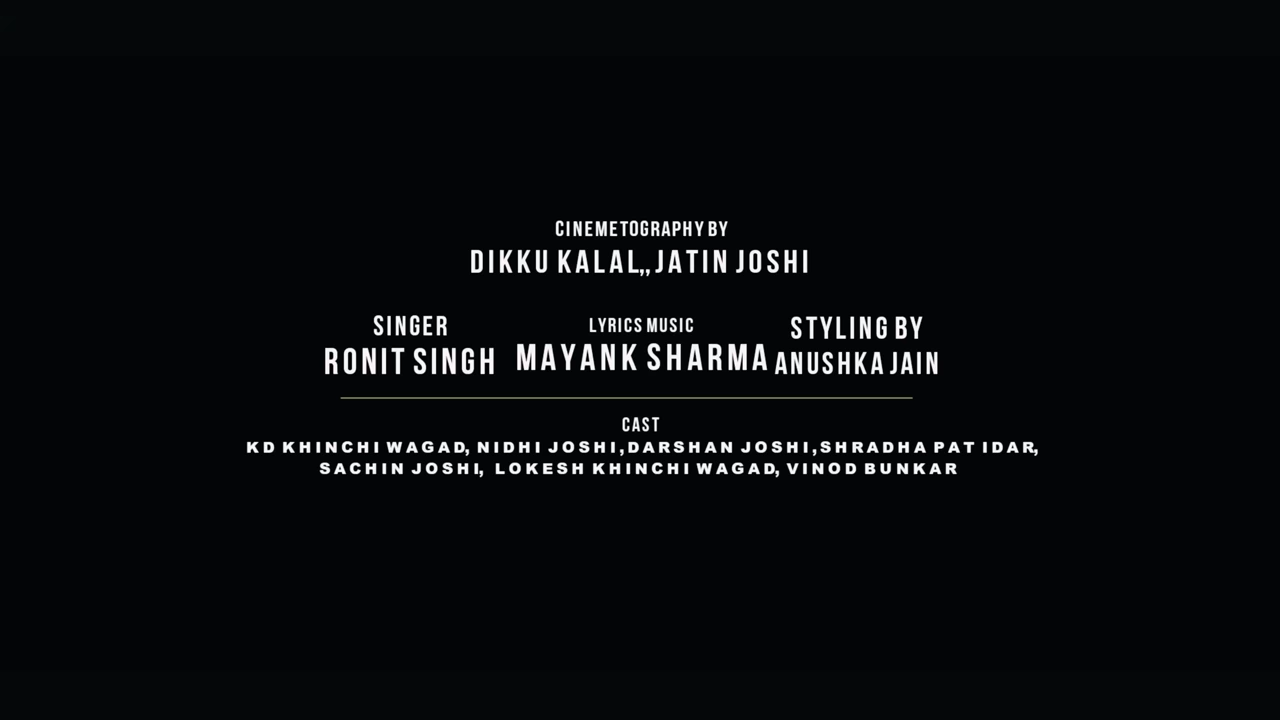 CINEMETOGRAPHY BY
DIKKU KALAL,, JATIN JOSHI
SINGER
RONIT SINGH
LYRICS MUSIC
MAYANK SHARMA
STYLING BY
ANUSHKA JAIN
CAST
KD KHINCHI WAGAD, NIDHI JOSHI,DARSHAN JOSHI,SHRADHA PAT IDAR,
SACHIN JOSHI, LOKESH KHINCHI WAGAD, VINOD BUNKAR